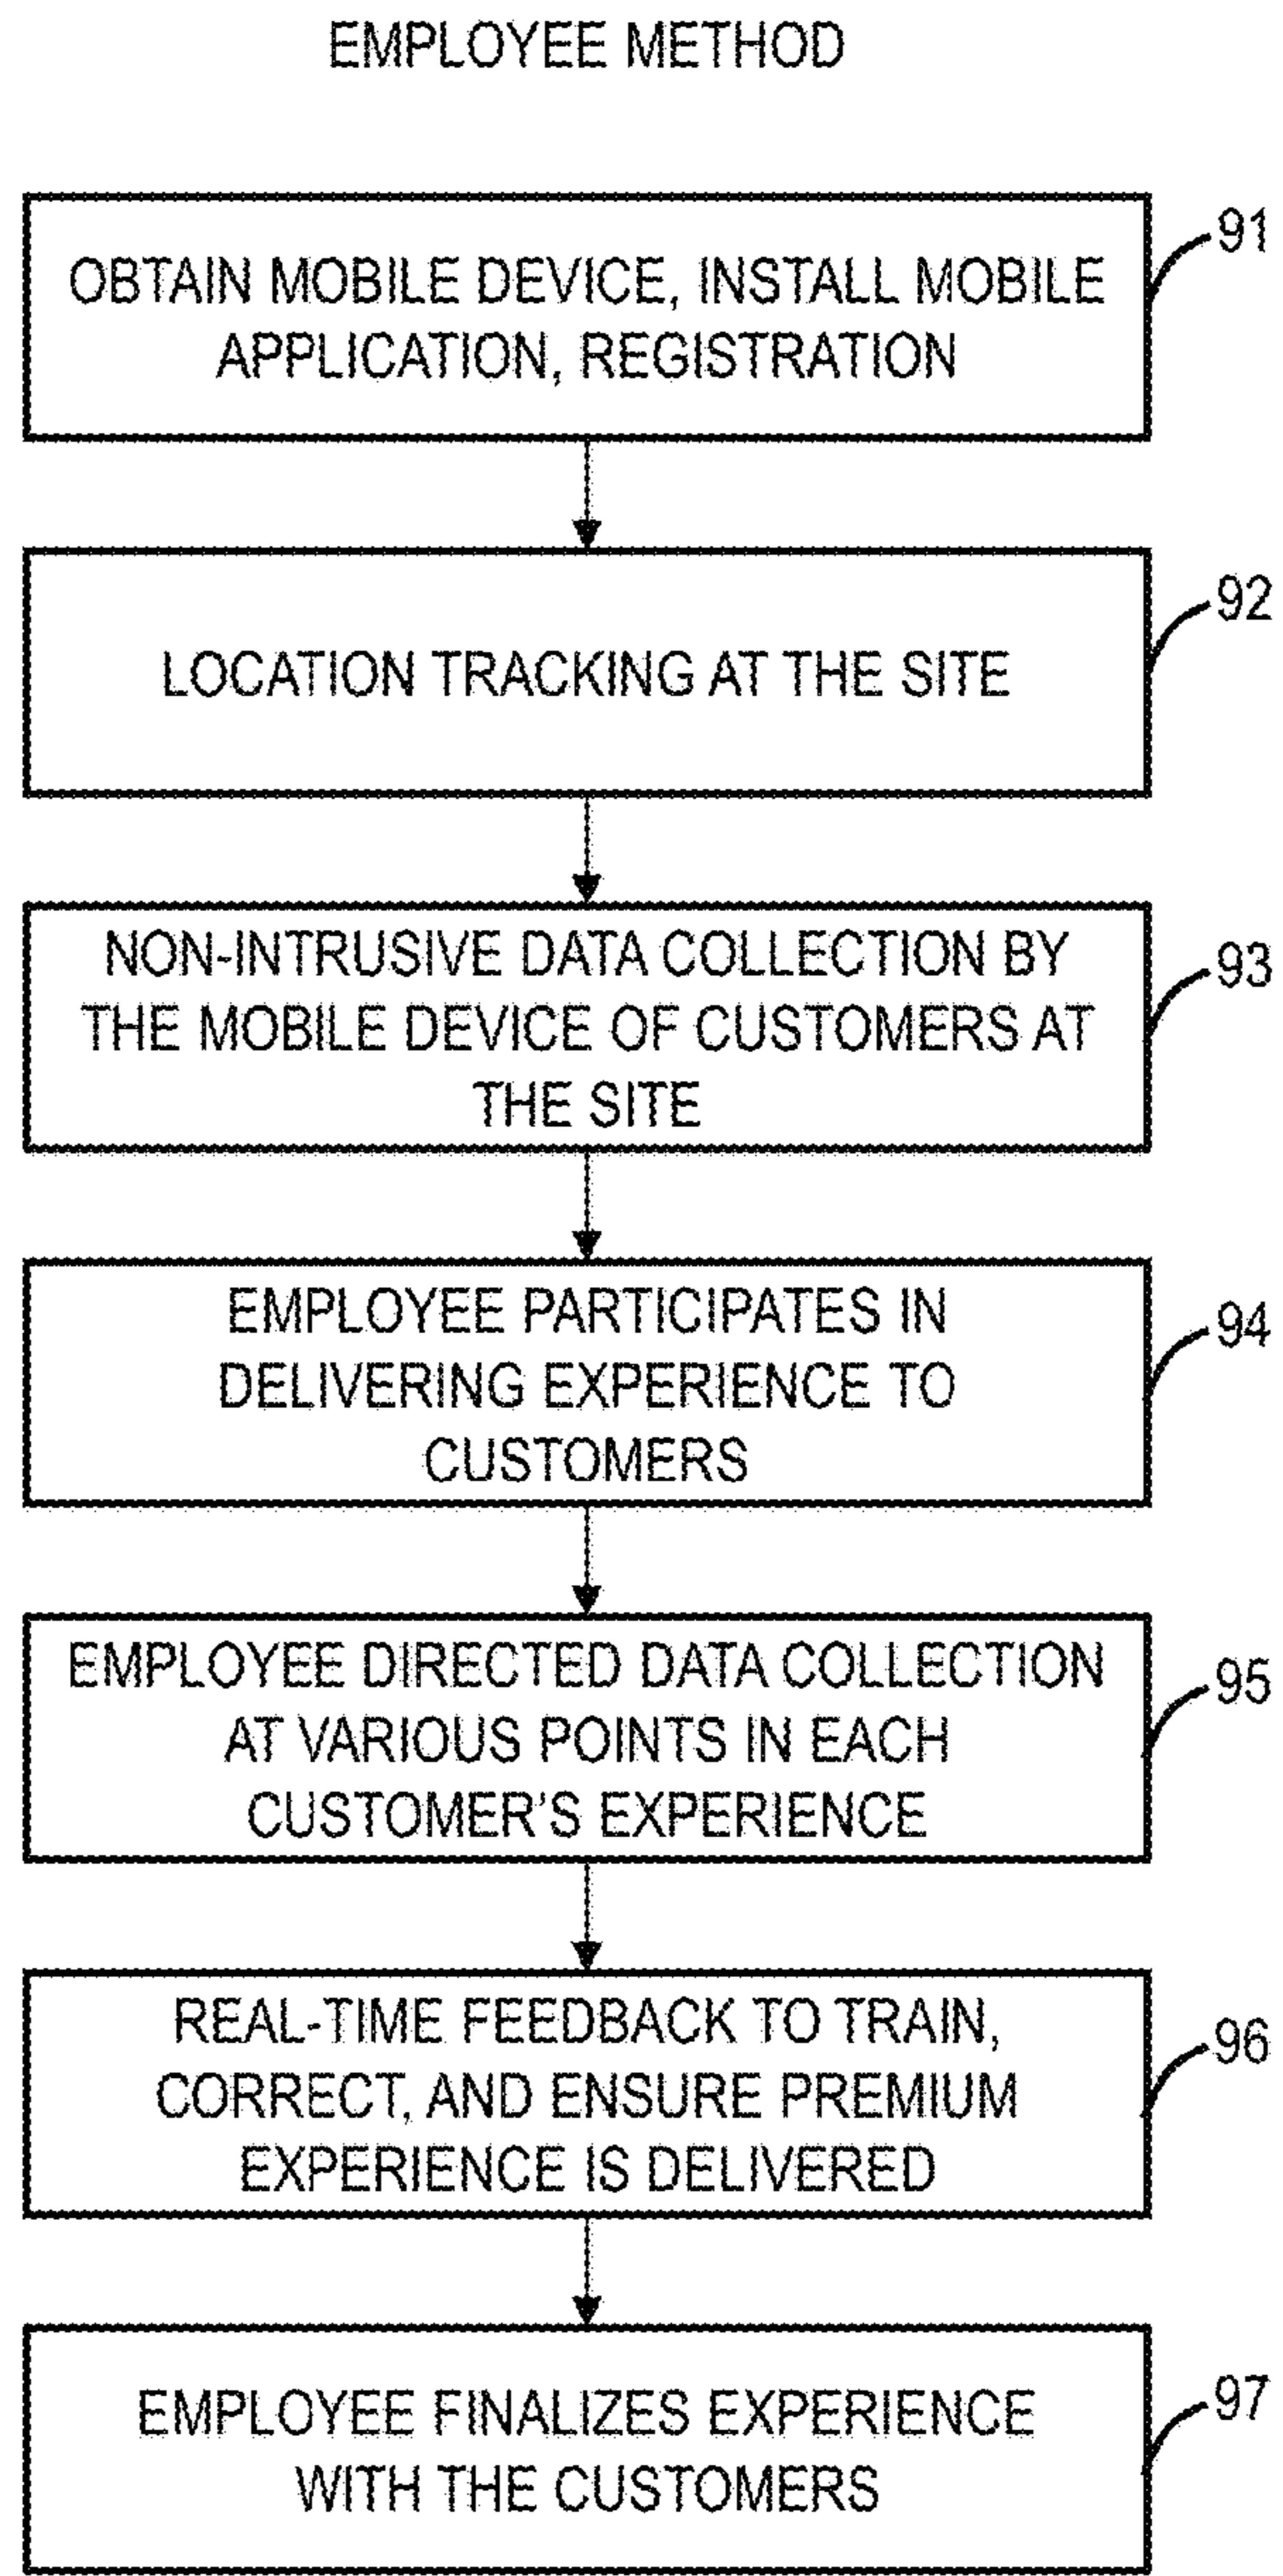 EMPLOYEE METHOD
OBTAIN MOBILE DEVICE, INSTALL MOBILE
APPLICATION, REGISTRATION
91
LOCATION TRACKING AT THE SITE
92
NON-INTRUSIVE DATA COLLECTION BY
THE MOBILE DEVICE OF CUSTOMERS AT
THE SITE
93
EMPLOYEE PARTICIPATES IN
DELIVERING EXPERIENCE TO
CUSTOMERS
94
EMPLOYEE DIRECTED DATA COLLECTION
AT VARIOUS POINTS IN EACH
CUSTOMER'S EXPERIENCE
95
REAL-TIME FEEDBACK TO TRAIN,
CORRECT, AND ENSURE PREMIUM
EXPERIENCE IS DELIVERED
96
EMPLOYEE FINALIZES EXPERIENCE
WITH THE CUSTOMERS
97